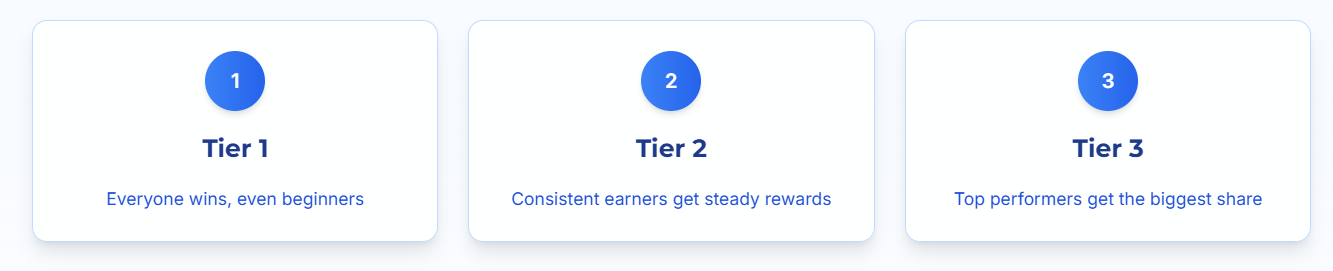 1
Tier 1
Everyone wins, even beginners
2
Tier 2
Consistent earners get steady rewards
3
Tier 3
Top performers get the biggest share